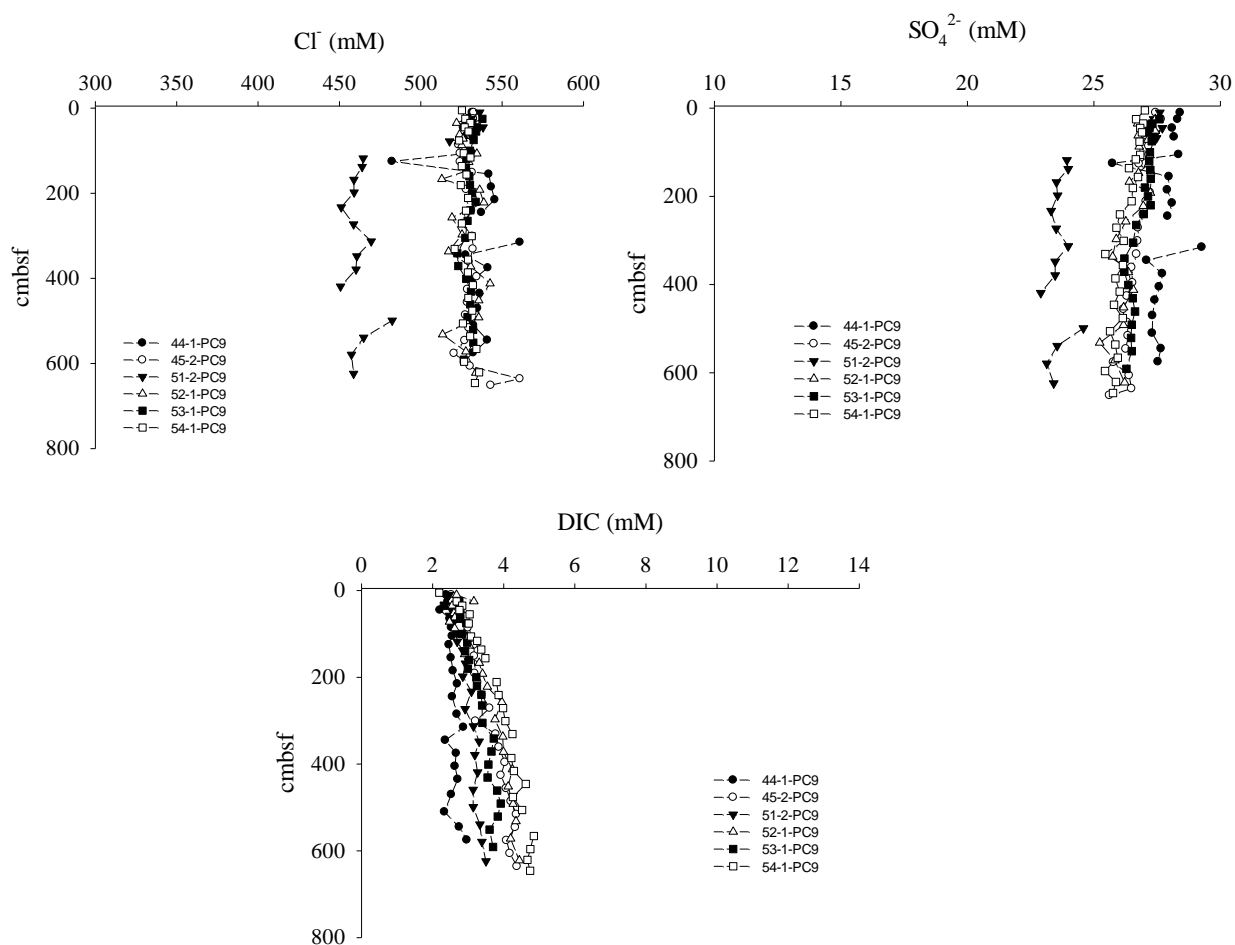 Cl⁻ (mM)
300 350 400 450 500 550 600
cmbsf
0
200
400
600
800
44-1-PC9
45-2-PC9
51-2-PC9
52-1-PC9
53-1-PC9
54-1-PC9
SO₄²⁻ (mM)
10 15 20 25 30
0
200
400
600
800
44-1-PC9
45-2-PC9
51-2-PC9
52-1-PC9
53-1-PC9
54-1-PC9
DIC (mM)
0 2 4 6 8 10 12 14
cmbsf
0
200
400
600
800
44-1-PC9
45-2-PC9
51-2-PC9
52-1-PC9
53-1-PC9
54-1-PC9